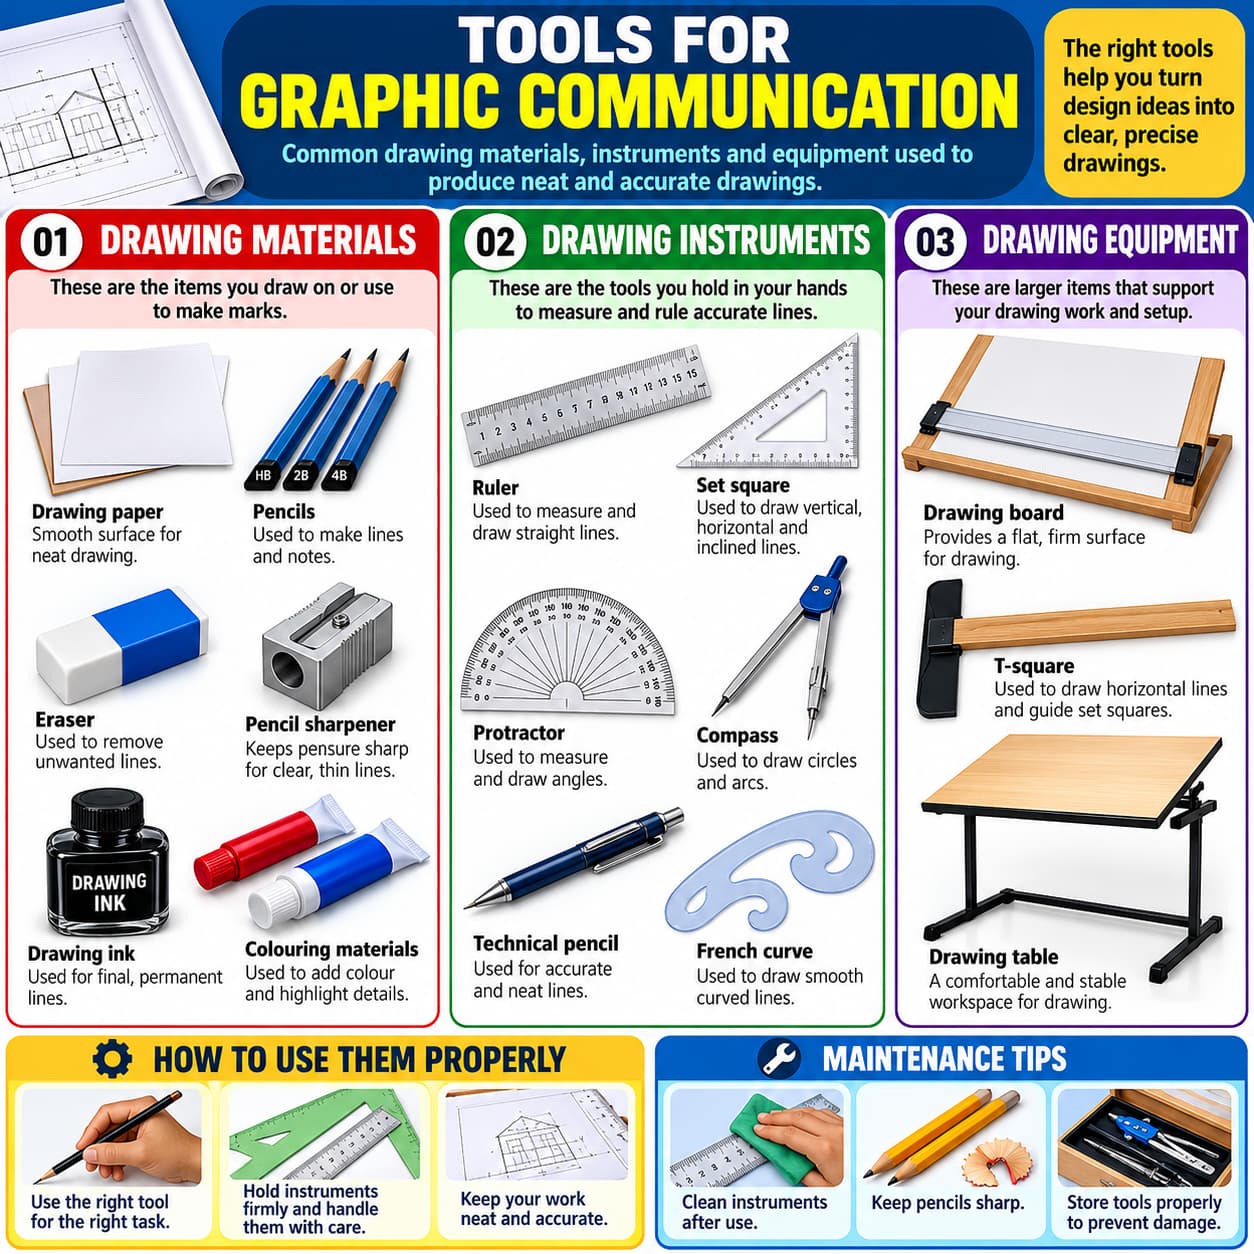 TOOLS FOR
GRAPHIC COMMUNICATION
Common drawing materials, instruments and equipment used to
produce neat and accurate drawings.
The right tools
help you turn
design ideas into
clear, precise
drawings.
01 DRAWING MATERIALS
These are the items you draw on or use
to make marks.
Drawing paper
Smooth surface for
neat drawing.
HB 2B 4B
Pencils
Used to make lines
and notes.
Eraser
Used to remove
unwanted lines.
Pencil sharpener
Keeps pensure sharp
for clear, thin lines.
DRAWING
INK
Drawing ink
Used for final, permanent
lines.
Colouring materials
Used to add colour
and highlight details.
02 DRAWING INSTRUMENTS
These are the tools you hold in your hands
to measure and rule accurate lines.
Ruler
Used to measure and
draw straight lines.
Set square
Used to draw vertical,
horizontal and
inclined lines.
Protractor
Used to measure
and draw angles.
Compass
Used to draw circles
and arcs.
Technical pencil
Used for accurate
and neat lines.
French curve
Used to draw smooth
curved lines.
03 DRAWING EQUIPMENT
These are larger items that support
your drawing work and setup.
Drawing board
Provides a flat, firm surface
for drawing.
T-square
Used to draw horizontal lines
and guide set squares.
Drawing table
A comfortable and stable
workspace for drawing.
HOW TO USE THEM PROPERLY
Use the right tool
for the right task.
Hold instruments
firmly and handle
them with care.
Keep your work
neat and accurate.
MAINTENANCE TIPS
Clean instruments
after use.
Keep pencils sharp.
Store tools properly
to prevent damage.